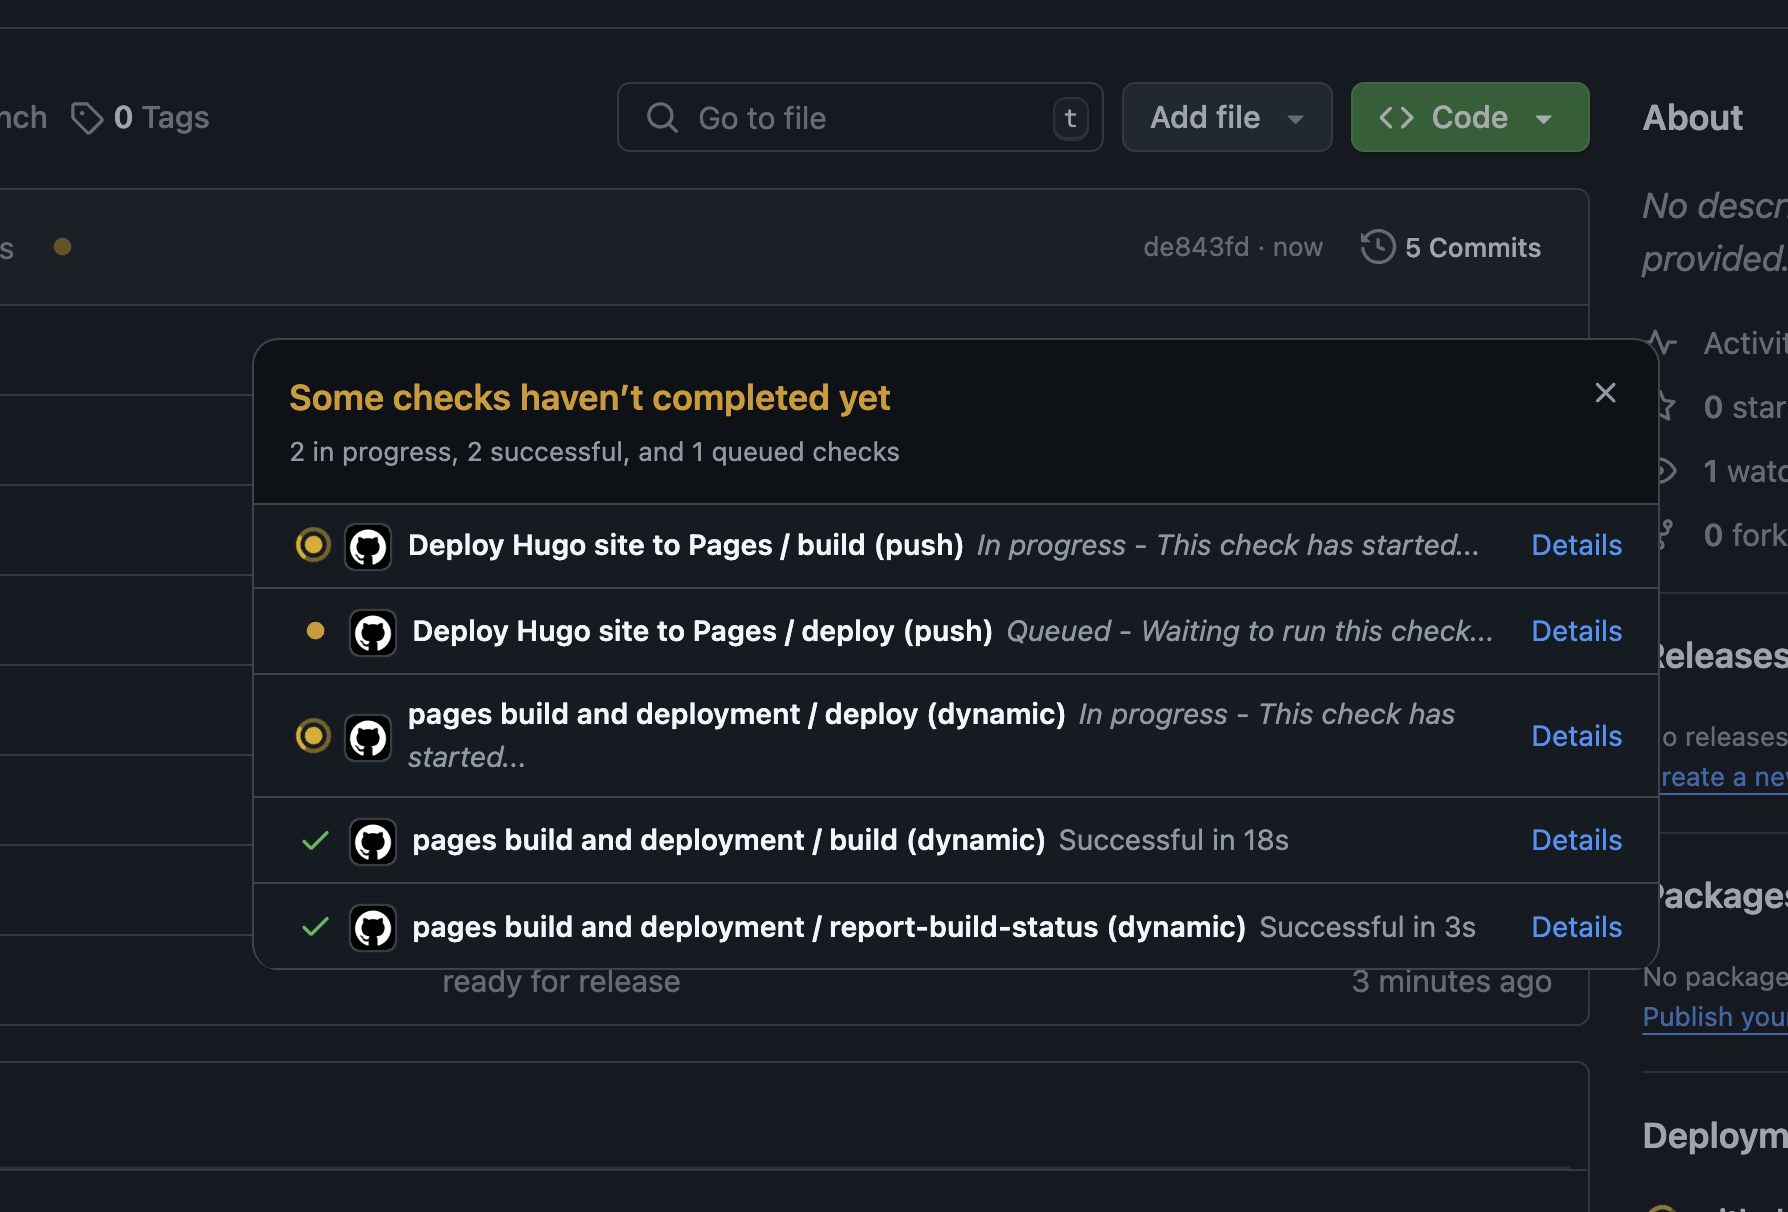 nch 0 Tags
Go to file t
Add file
Code
About
No descr
provided.
s
de843fd · now 5 Commits
Activit
0 star
1 watc
0 fork
Some checks haven't completed yet
2 in progress, 2 successful, and 1 queued checks
Deploy Hugo site to Pages / build (push) In progress - This check has started... Details
Deploy Hugo site to Pages / deploy (push) Queued - Waiting to run this check... Details
pages build and deployment / deploy (dynamic) In progress - This check has
started... Details
pages build and deployment / build (dynamic) Successful in 18s Details
pages build and deployment / report-build-status (dynamic) Successful in 3s Details
ready for release 3 minutes ago
Releases
o releases
reate a new
Packages
No package
Publish your
Deploym